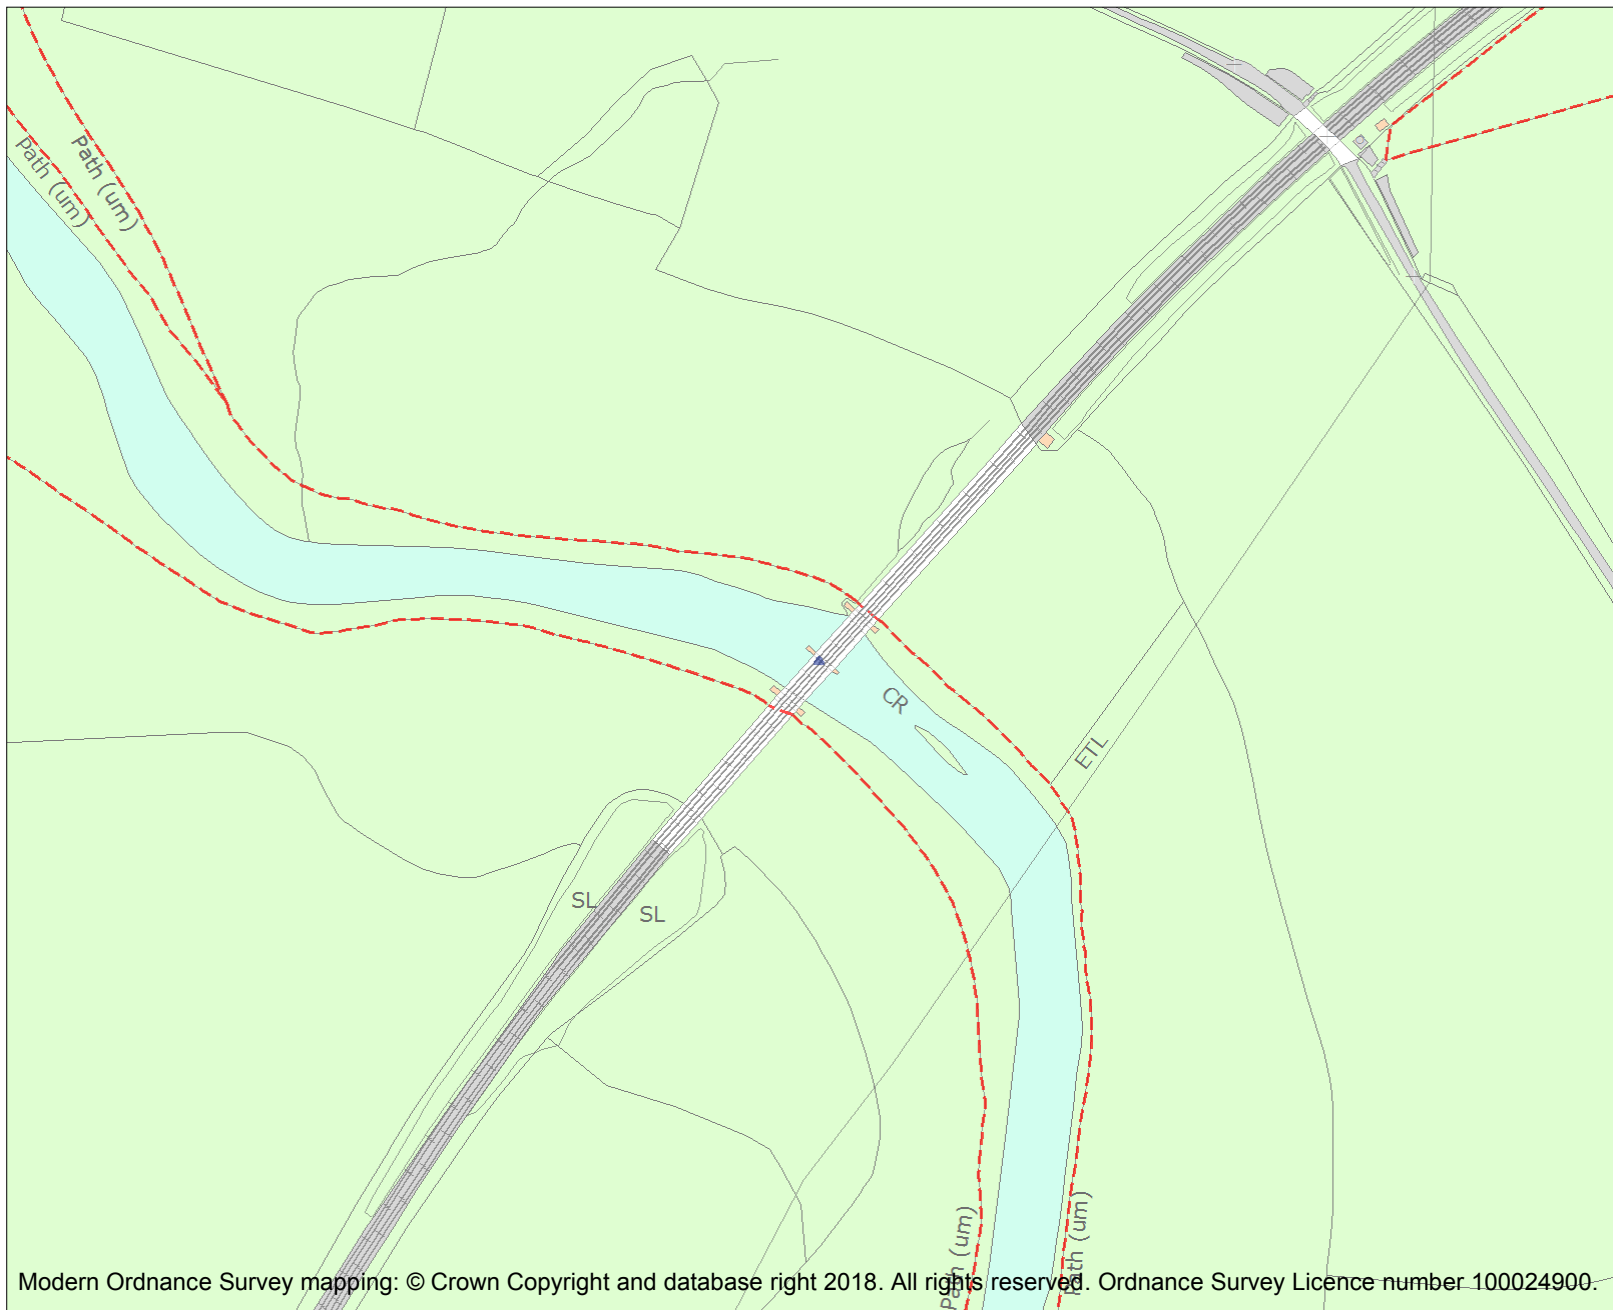 Path (um)
Path (um)
CR
ETL
SL
SL
Path (um)
Path (um)
Modern Ordnance Survey mapping: © Crown Copyright and database right 2018. All rights reserved. Ordnance Survey Licence number 100024900.